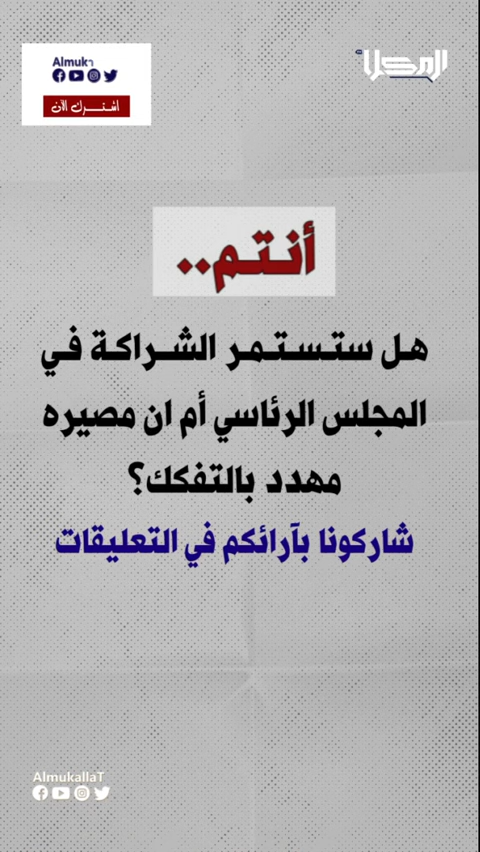 Almuk
المكلا
اشترك الآن
أنتم..
هل ستستمر الشراكة في
المجلس الرئاسي أم ان مصيره
مهدد بالتفكك؟
شاركونا بآرائكم في التعليقات
AlmukallaT